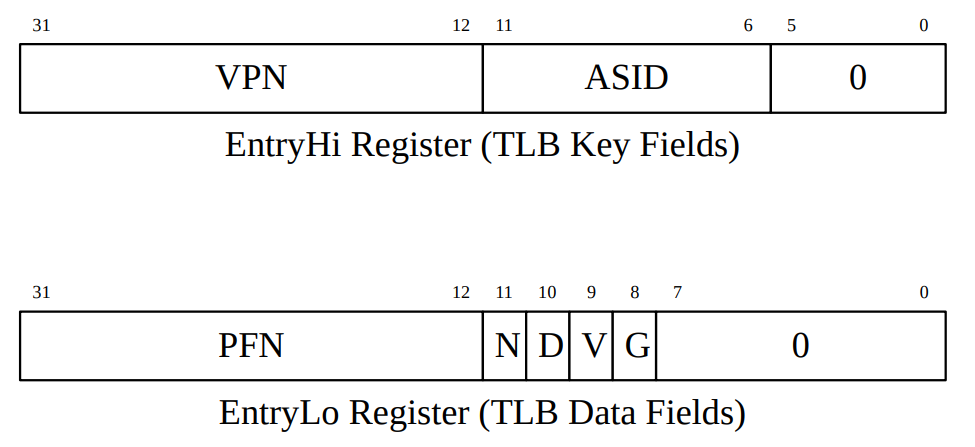 31 12 11 6 5 0
VPN ASID 0
EntryHi Register (TLB Key Fields)
31 12 11 10 9 8 7 0
PFN N D V G 0
EntryLo Register (TLB Data Fields)